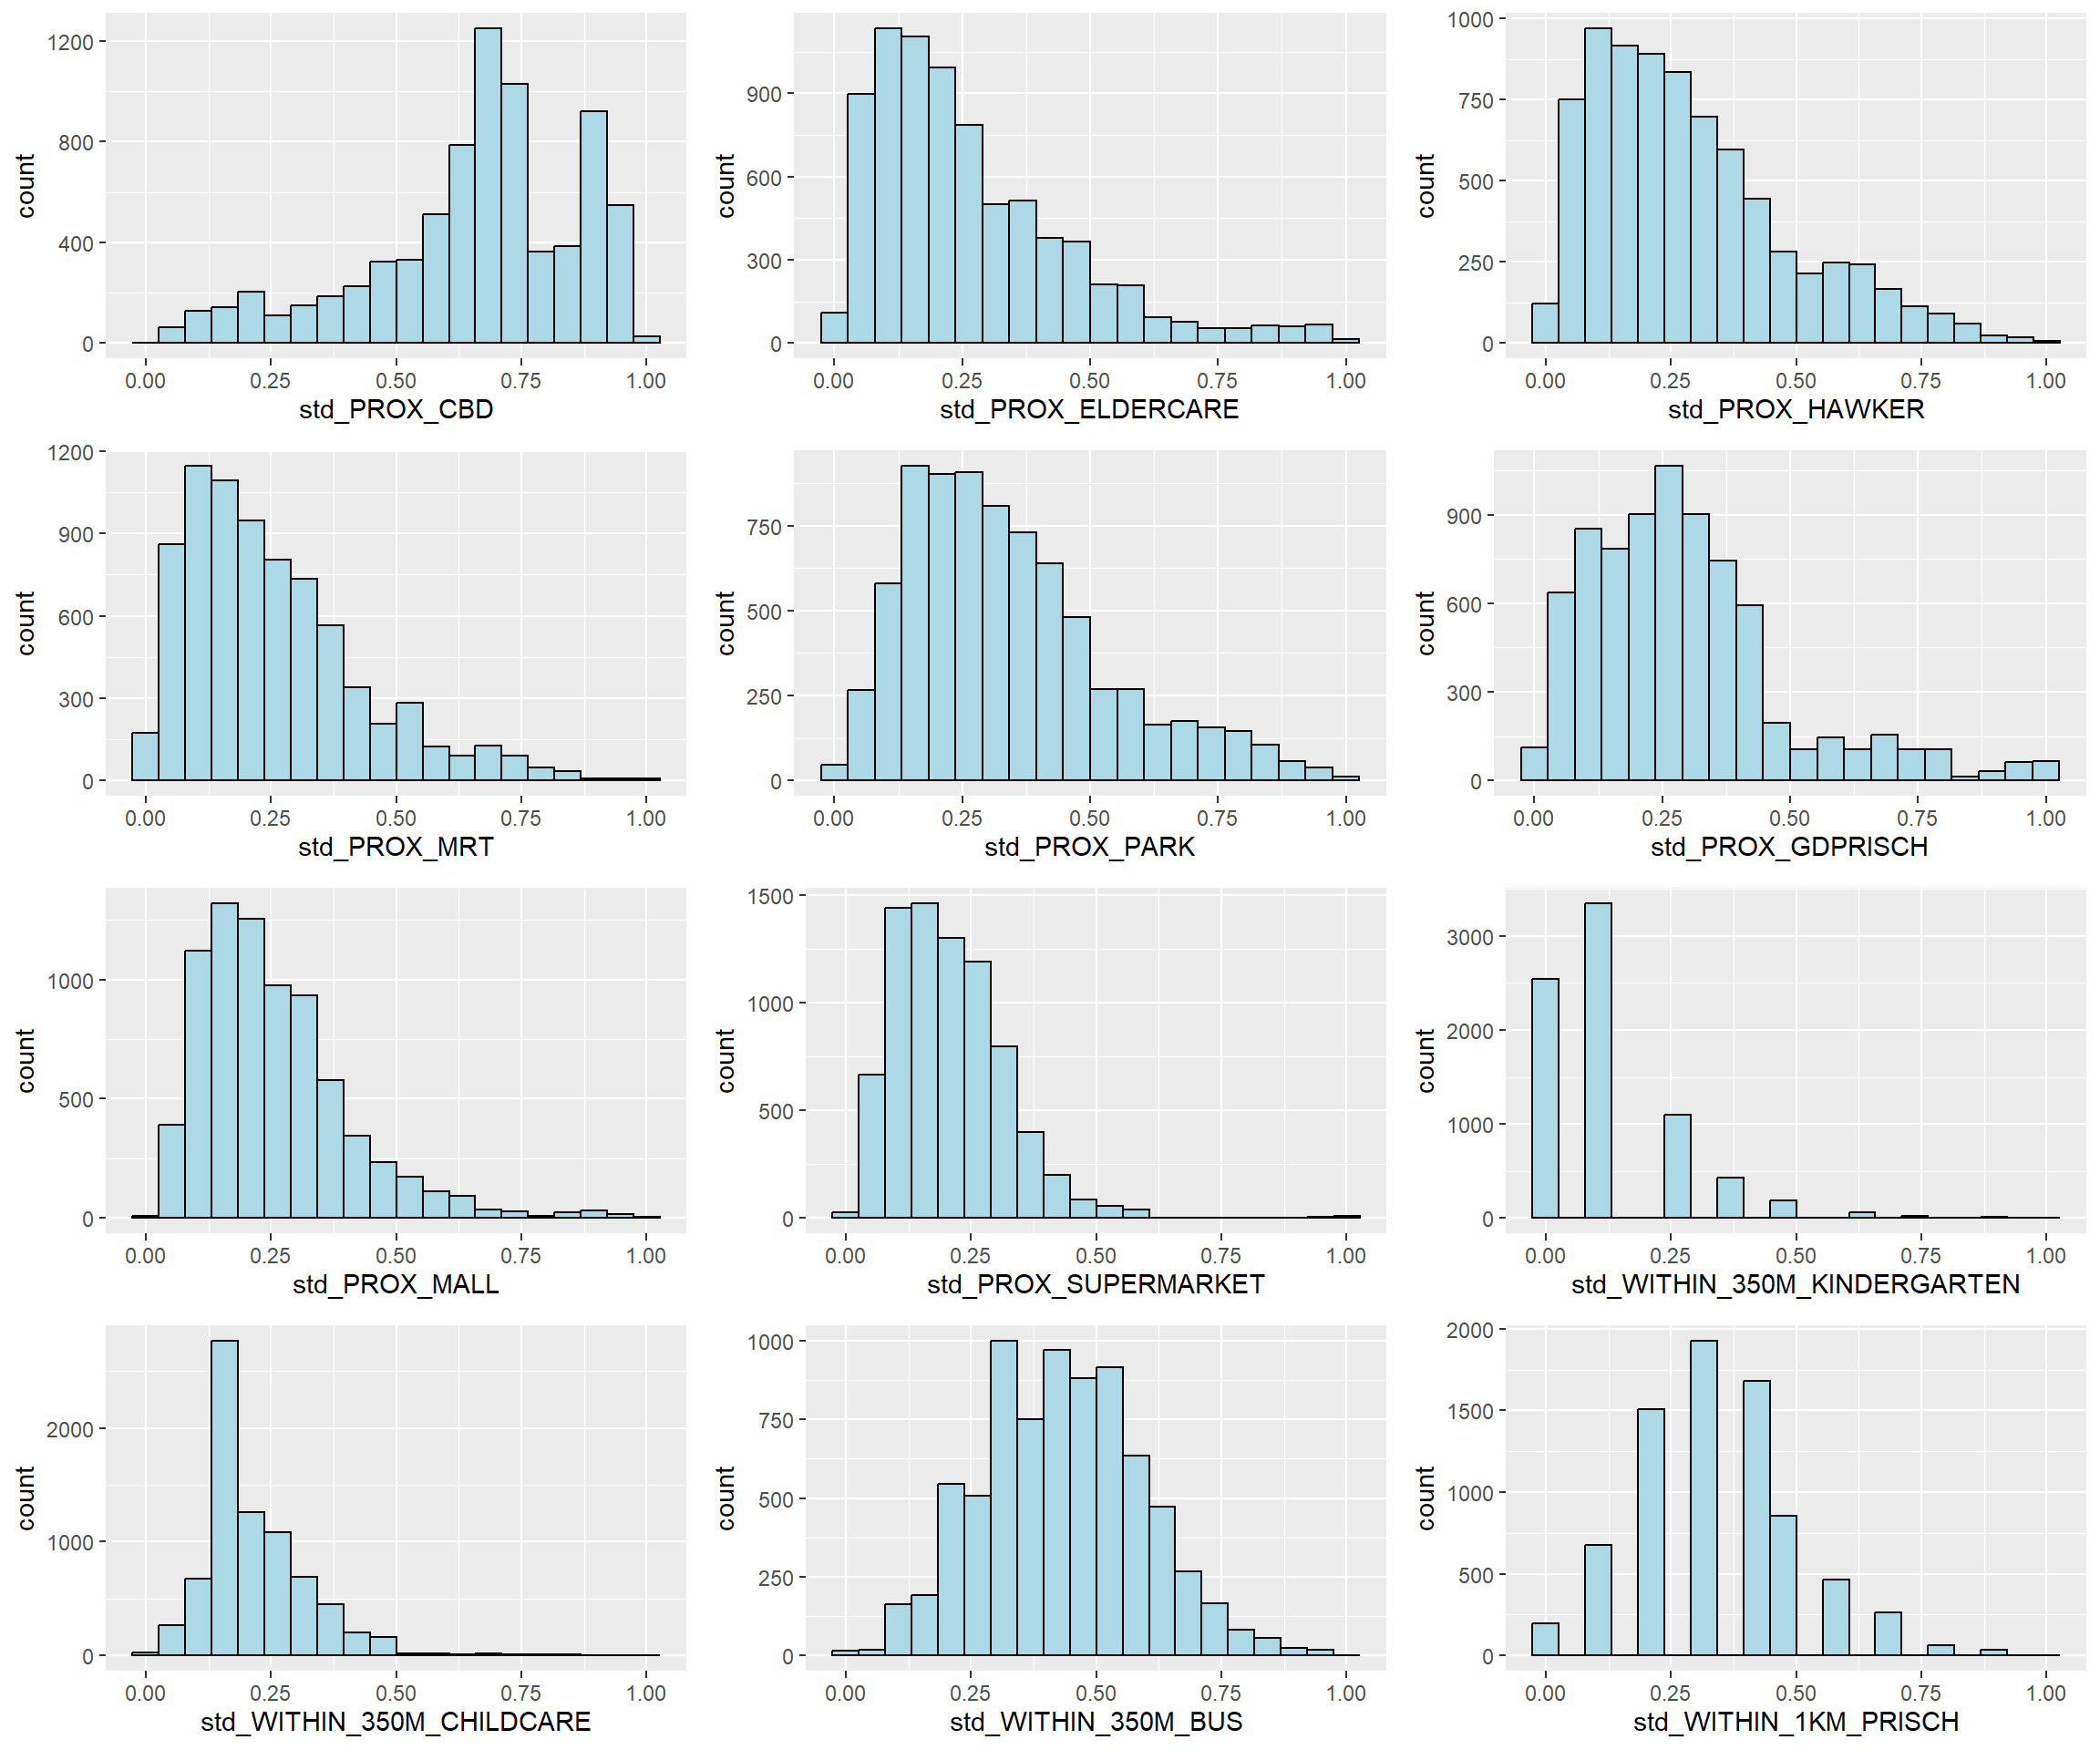 count
1200
800
400
0
0.00 0.25 0.50 0.75 1.00
std_PROX_CBD
count
900
600
300
0
0.00 0.25 0.50 0.75 1.00
std_PROX_ELDERCARE
count
1000
750
500
250
0
0.00 0.25 0.50 0.75 1.00
std_PROX_HAWKER
count
1200
900
600
300
0
0.00 0.25 0.50 0.75 1.00
std_PROX_MRT
count
750
500
250
0
0.00 0.25 0.50 0.75 1.00
std_PROX_PARK
count
900
600
300
0
0.00 0.25 0.50 0.75 1.00
std_PROX_GDPRISCH
count
1000
500
0
0.00 0.25 0.50 0.75 1.00
std_PROX_MALL
count
1500
1000
500
0
0.00 0.25 0.50 0.75 1.00
std_PROX_SUPERMARKET
count
3000
2000
1000
0
0.00 0.25 0.50 0.75 1.00
std_WITHIN_350M_KINDERGARTEN
count
2000
1000
0
0.00 0.25 0.50 0.75 1.00
std_WITHIN_350M_CHILDCARE
count
1000
750
500
250
0
0.00 0.25 0.50 0.75 1.00
std_WITHIN_350M_BUS
count
2000
1500
1000
500
0
0.00 0.25 0.50 0.75 1.00
std_WITHIN_1KM_PRISCH